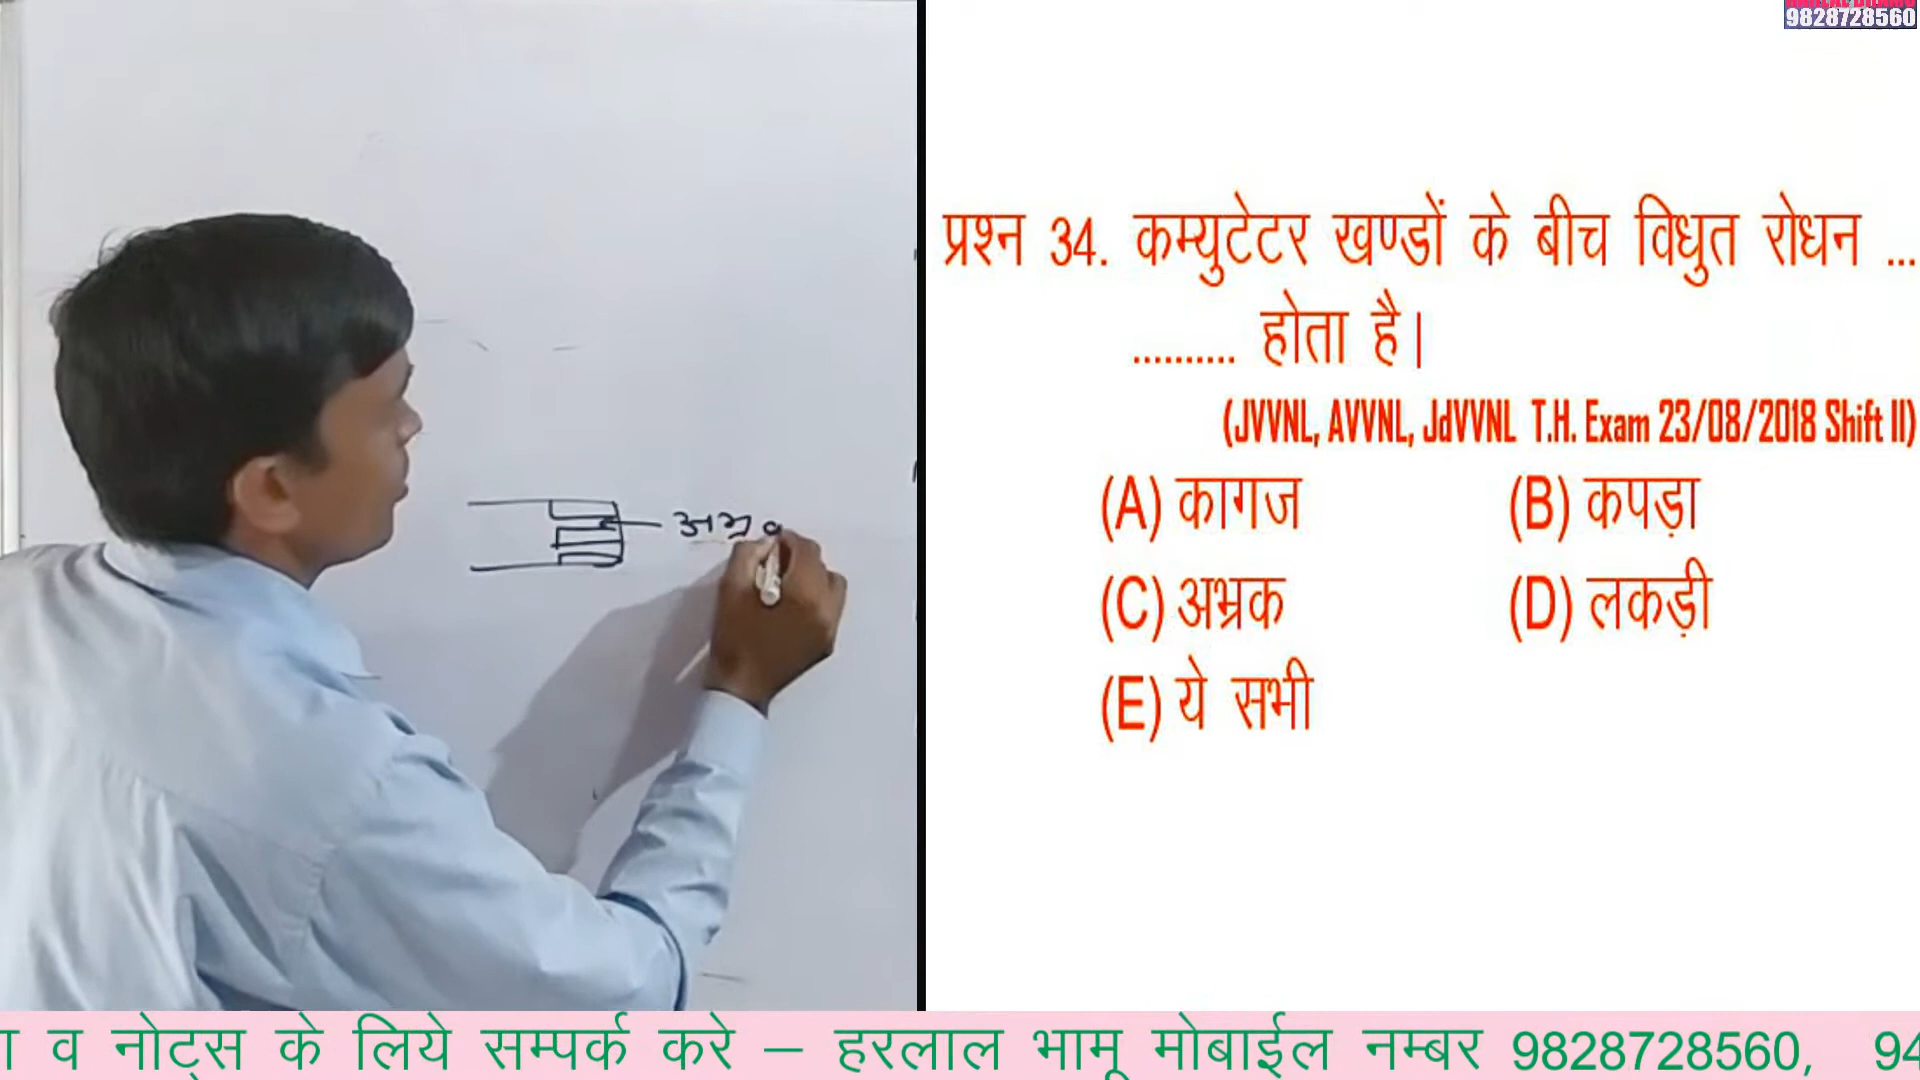 9828728560
प्रश्न 34. कम्युटेटर खण्डों के बीच विधुत रोधन ...
.......... होता है।
(JVVNL, AVVNL, JdVVNL T.H. Exam 23/08/2018 Shift II)
(A) कागज (B) कपड़ा
(C) अभ्रक (D) लकड़ी
(E) ये सभी
अभ्र
व नोट्स के लिये सम्पर्क करे – हरलाल भामू मोबाईल नम्बर 9828728560, 94